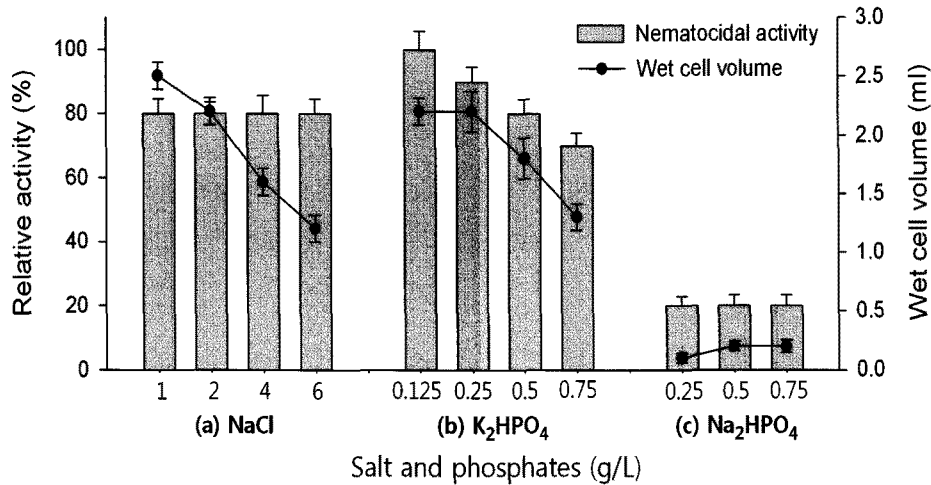 Relative activity (%)
100
80
60
40
20
0
Nematocidal activity
Wet cell volume
3.0
2.5
2.0
1.5
1.0
0.5
0.0
Wet cell volume (ml)
1 2 4 6 0.125 0.25 0.5 0.75 0.25 0.5 0.75
(a) NaCl (b) K₂HPO₄ (c) Na₂HPO₄
Salt and phosphates (g/L)